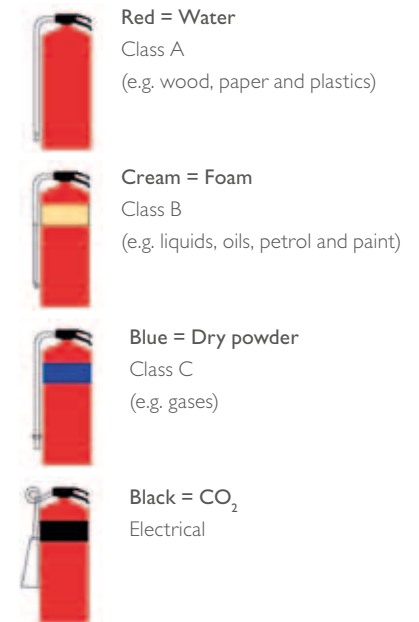 Red = Water
Class A
(e.g. wood, paper and plastics)
Cream = Foam
Class B
(e.g. liquids, oils, petrol and paint)
Blue = Dry powder
Class C
(e.g. gases)
Black = CO₂
Electrical